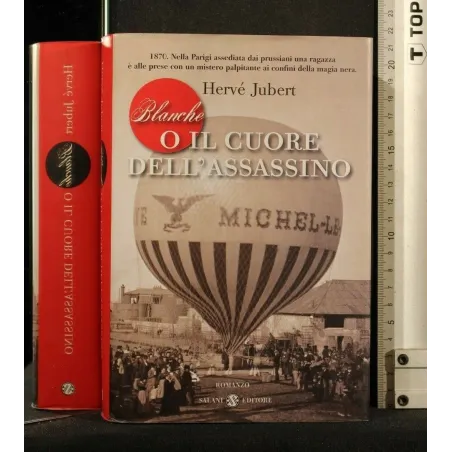 1870. Nella Parigi assediata dai prussiani una ragazza
è alle prese con un mistero palpitante ai confini della magia nera.
Hervé Jubert
Blanche
O IL CUORE
DELL'ASSASSINO
MICHEL-L
ROMANZO
SALANI EDITORE
Hervé Jubert
Blanche
O IL CUORE DELL'ASSASSINO
TOP